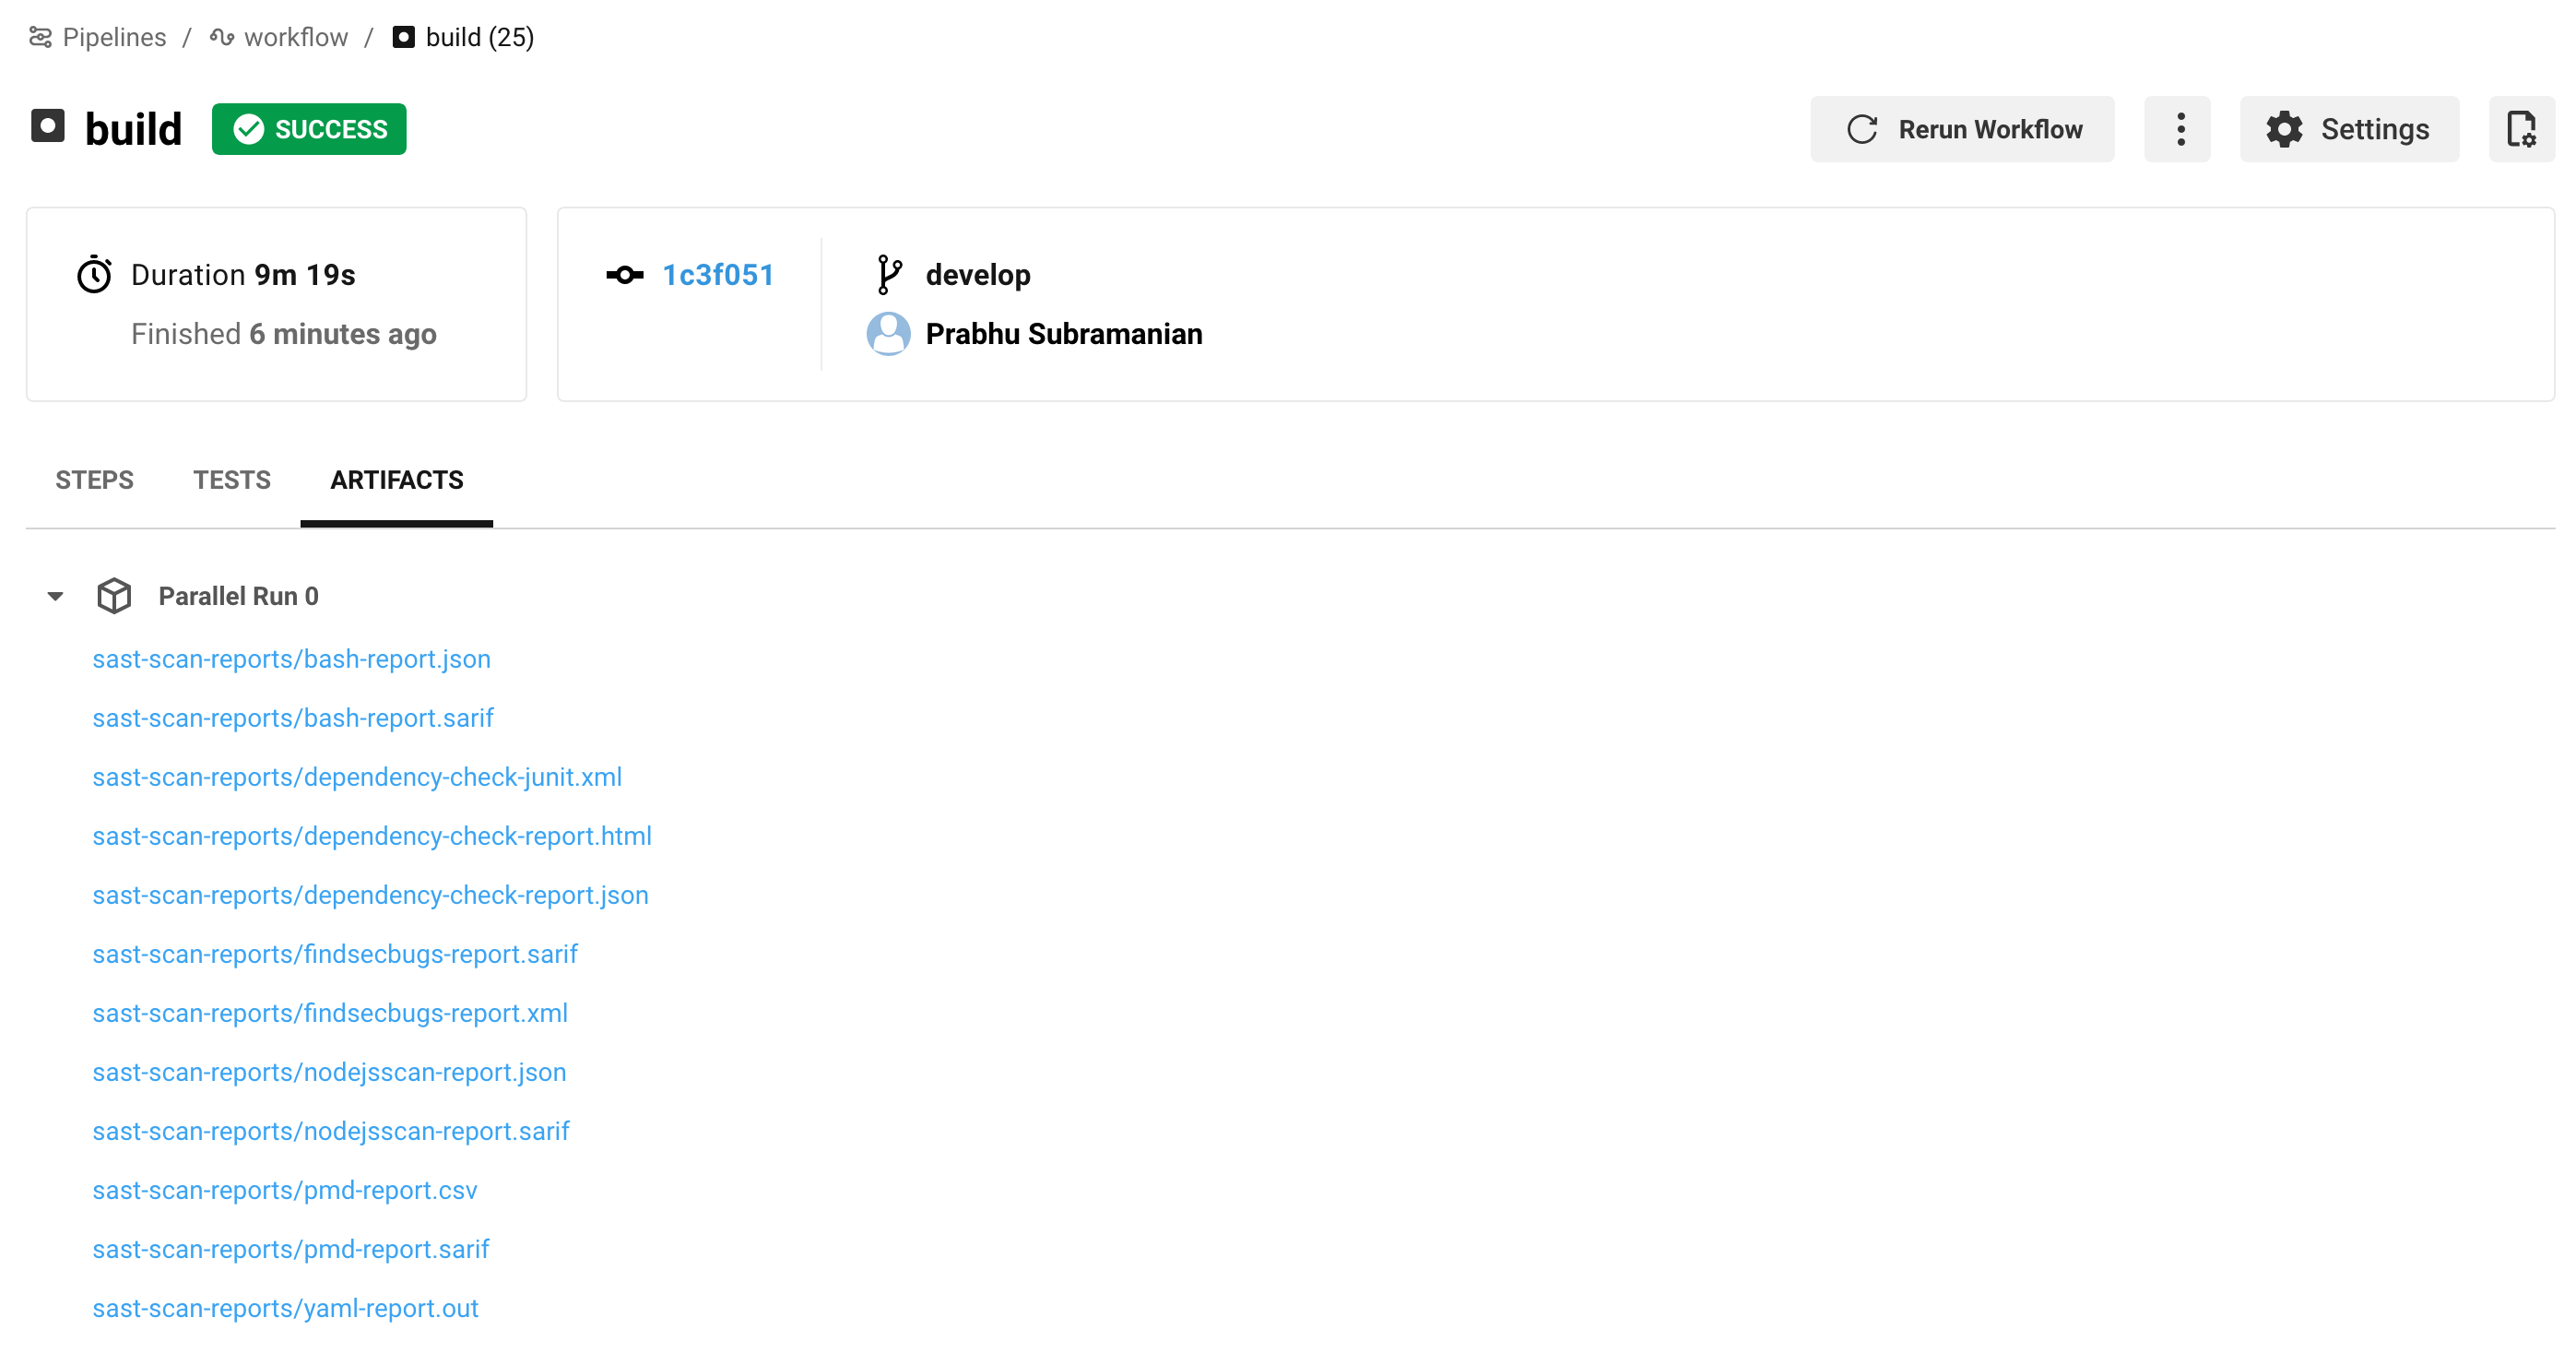 Pipelines / workflow / build (25)
build SUCCESS Rerun Workflow Settings
Duration 9m 19s
Finished 6 minutes ago
1c3f051
develop
Prabhu Subramanian
STEPS TESTS ARTIFACTS
Parallel Run 0
sast-scan-reports/bash-report.json
sast-scan-reports/bash-report.sarif
sast-scan-reports/dependency-check-junit.xml
sast-scan-reports/dependency-check-report.html
sast-scan-reports/dependency-check-report.json
sast-scan-reports/findsecbugs-report.sarif
sast-scan-reports/findsecbugs-report.xml
sast-scan-reports/nodejsscan-report.json
sast-scan-reports/nodejsscan-report.sarif
sast-scan-reports/pmd-report.csv
sast-scan-reports/pmd-report.sarif
sast-scan-reports/yaml-report.out